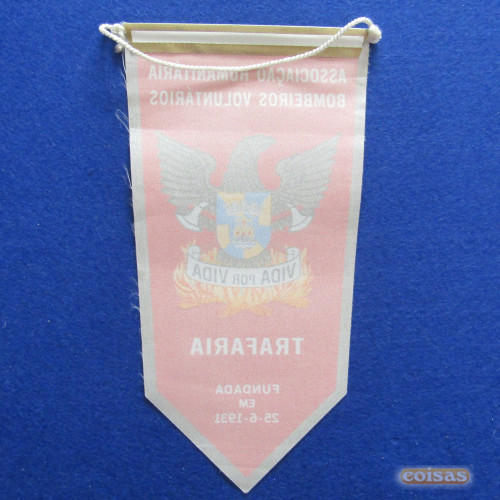 ASSOCIAÇÃO HUMANITÁRIA
BOMBEIROS VOLUNTÁRIOS
VIDA POR VIDA
TRAFARIA
FUNDADA
EM
25-6-1931
coisas